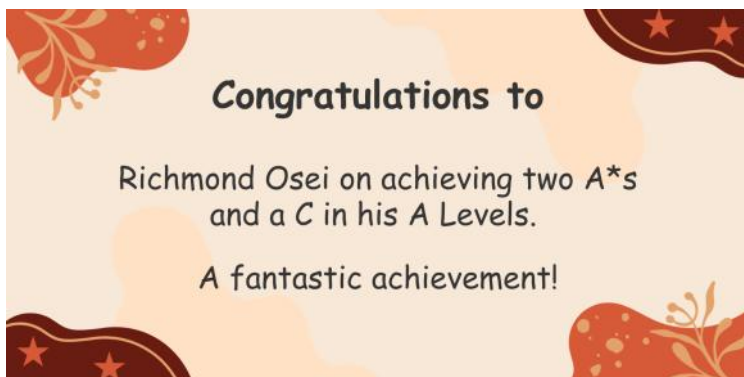 Congratulations to
Richmond Osei on achieving two A*s
and a C in his A Levels.
A fantastic achievement!